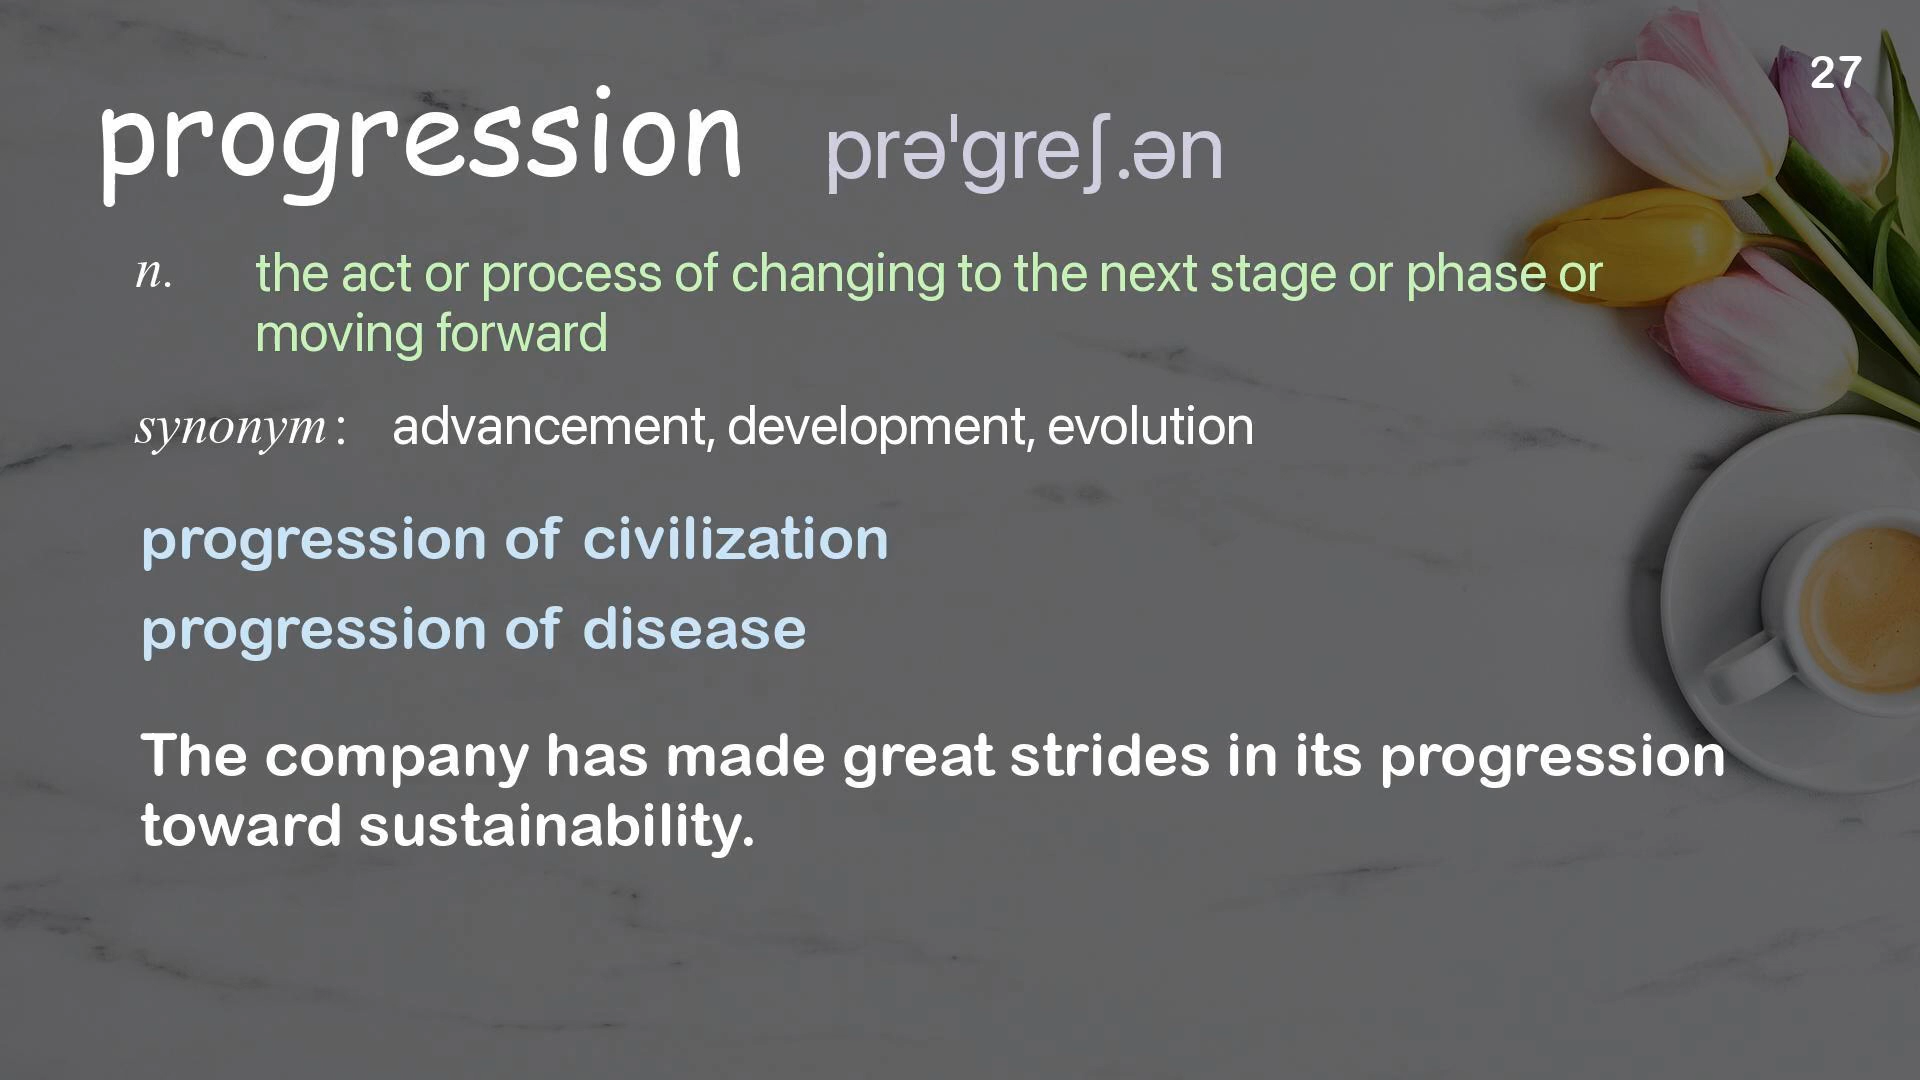 27
progression prə'greʃ.ən
n. the act or process of changing to the next stage or phase or
moving forward
synonym: advancement, development, evolution
progression of civilization
progression of disease
The company has made great strides in its progression
toward sustainability.